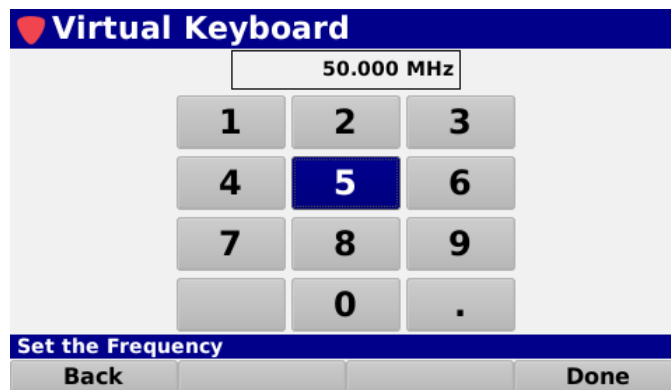 Virtual Keyboard
50.000 MHz
1 2 3
4 5 6
7 8 9
0 .
Set the Frequency
Back Done